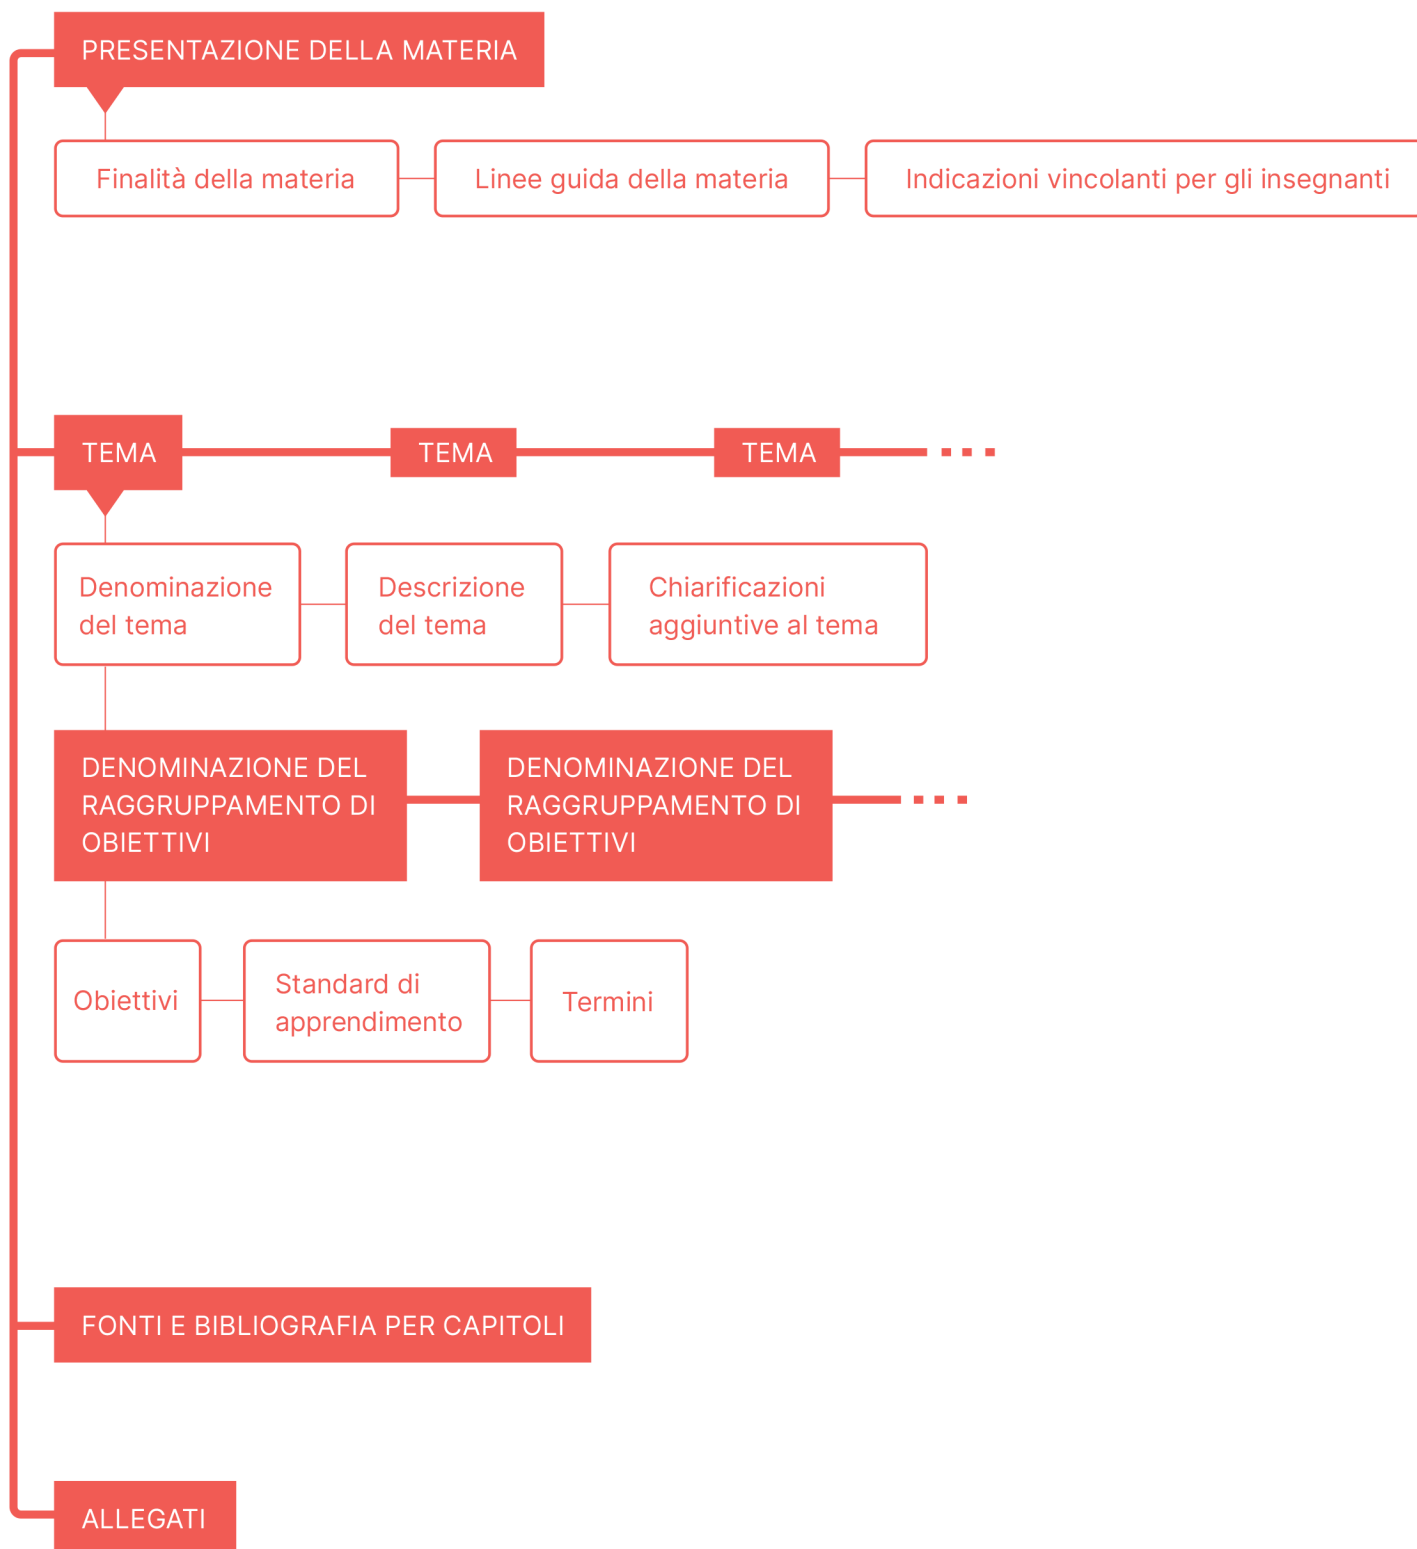 PRESENTAZIONE DELLA MATERIA
Finalità della materia
Linee guida della materia
Indicazioni vincolanti per gli insegnanti
TEMA
TEMA
TEMA
Denominazione
del tema
Descrizione
del tema
Chiarificazioni
aggiuntive al tema
DENOMINAZIONE DEL
RAGGRUPPAMENTO DI
OBIETTIVI
DENOMINAZIONE DEL
RAGGRUPPAMENTO DI
OBIETTIVI
Obiettivi
Standard di
apprendimento
Termini
FONTI E BIBLIOGRAFIA PER CAPITOLI
ALLEGATI